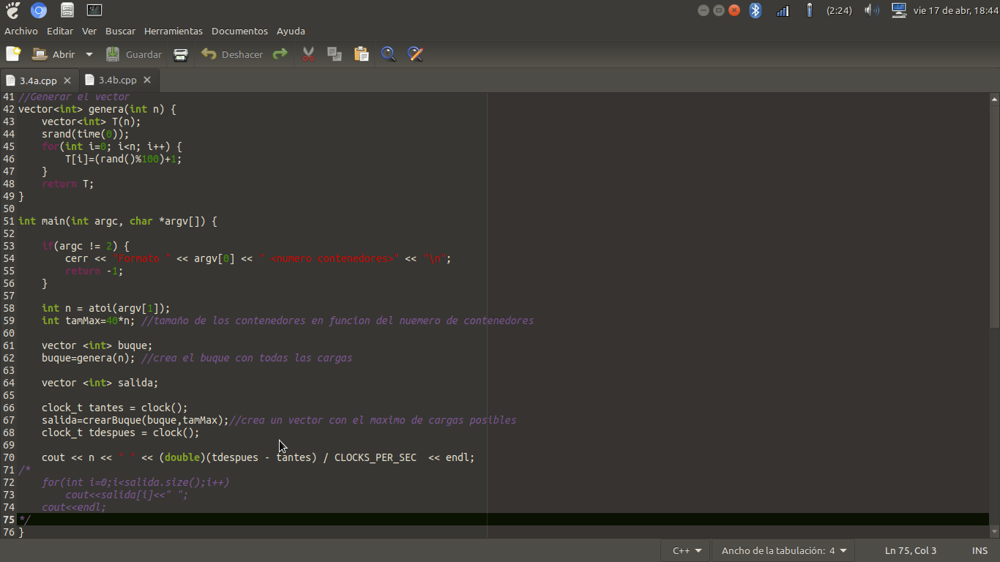 (2:24) vie 17 de abr, 18:44
Archivo Editar Ver Buscar Herramientas Documentos Ayuda
Abrir Guardar Deshacer
3.4a.cpp 3.4b.cpp
41 //Generar el vector
42 vector<int> genera(int n) {
43     vector<int> T(n);
44     srand(time(0));
45     for(int i=0; i<n; i++) {
46         T[i]=(rand()%100)+1;
47     }
48     return T;
49 }
50
51 int main(int argc, char *argv[]) {
52
53     if(argc != 2) {
54         cerr << "Formato " << argv[0] << " <numero contenedores>" << "\n";
55         return -1;
56     }
57
58     int n = atoi(argv[1]);
59     int tamMax=40*n; //tamaño de los contenedores en funcion del nuemero de contenedores
60
61     vector <int> buque;
62     buque=genera(n); //crea el buque con todas las cargas
63
64     vector <int> salida;
65
66     clock_t tantes = clock();
67     salida=crearBuque(buque,tamMax);//crea un vector con el maximo de cargas posibles
68     clock_t tdespues = clock();
69
70     cout << n << " " << (double)(tdespues - tantes) / CLOCKS_PER_SEC  << endl;
71 /*
72     for(int i=0;i<salida.size();i++)
73         cout<<salida[i]<<" ";
74     cout<<endl;
75 */
76 }
C++ Ancho de la tabulación: 4 Ln 75, Col 3 INS